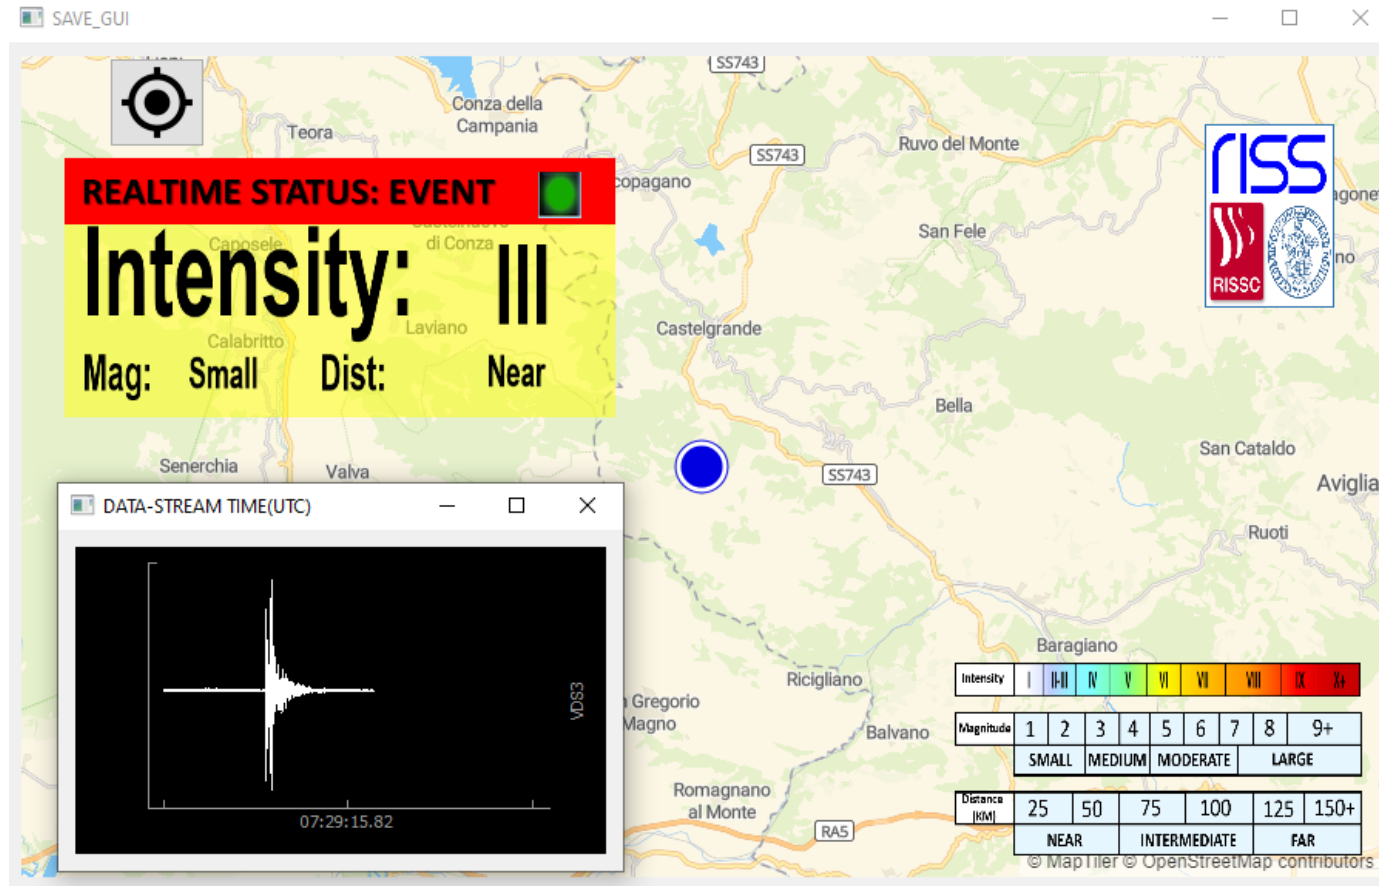 SAVE_GUI
SS743
Conza della
Campania
Teora
Ruvo del Monte
SS743
rISS
REALTIME STATUS: EVENT
copagano
San Fele
Caposele
di Conza
RISSC
Intensity: III
Laviano
Calabritto
Castelgrande
Mag: Small Dist: Near
Bella
San Cataldo
Senerchia
Valva
SS743
Aviglia
DATA-STREAM TIME(UTC)
Ruoti
Baragiano
Ricigliano
Gregorio
Magno
Balvano
VDS3
Romagnano
al Monte
RA5
07:29:15.82
Intensity I II-III IV V VI VII VIII IX X+
Magnitude 1 2 3 4 5 6 7 8 9+
SMALL MEDIUM MODERATE LARGE
Distance
(KM) 25 50 75 100 125 150+
NEAR INTERMEDIATE FAR
© MapTiler © OpenStreetMap contributors